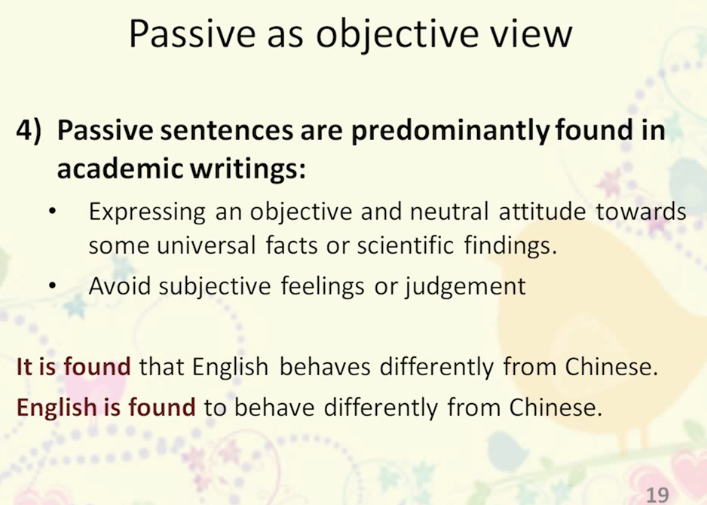 Passive as objective view
4) Passive sentences are predominantly found in
academic writings:
• Expressing an objective and neutral attitude towards
some universal facts or scientific findings.
• Avoid subjective feelings or judgement
It is found that English behaves differently from Chinese.
English is found to behave differently from Chinese.
19